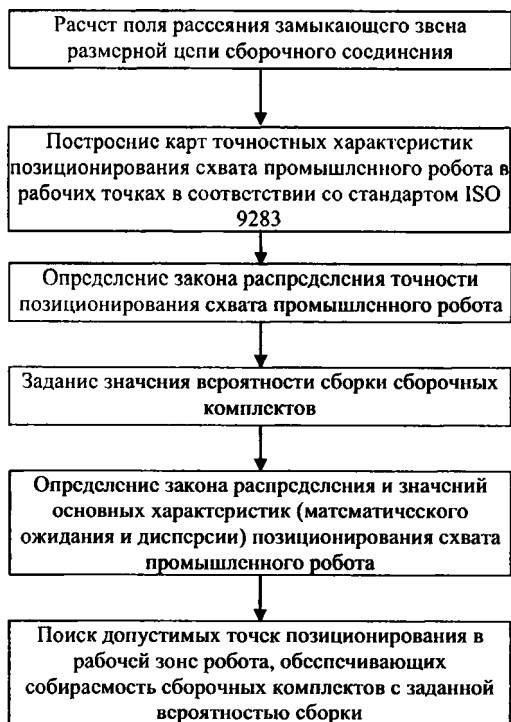 Расчет поля рассеяния замыкающего звена
размерной цепи сборочного соединения
Построение карт точностных характеристик
позиционирования схвата промышленного робота в
рабочих точках в соответствии со стандартом ISO
9283
Определение закона распределения точности
позиционирования схвата промышленного робота
Задание значения вероятности сборки сборочных
комплектов
Определение закона распределения и значений
основных характеристик (математического
ожидания и дисперсии) позиционирования схвата
промышленного робота
Поиск допустимых точек позиционирования в
рабочей зоне робота, обеспечивающих
собираемость сборочных комплектов с заданной
вероятностью сборки